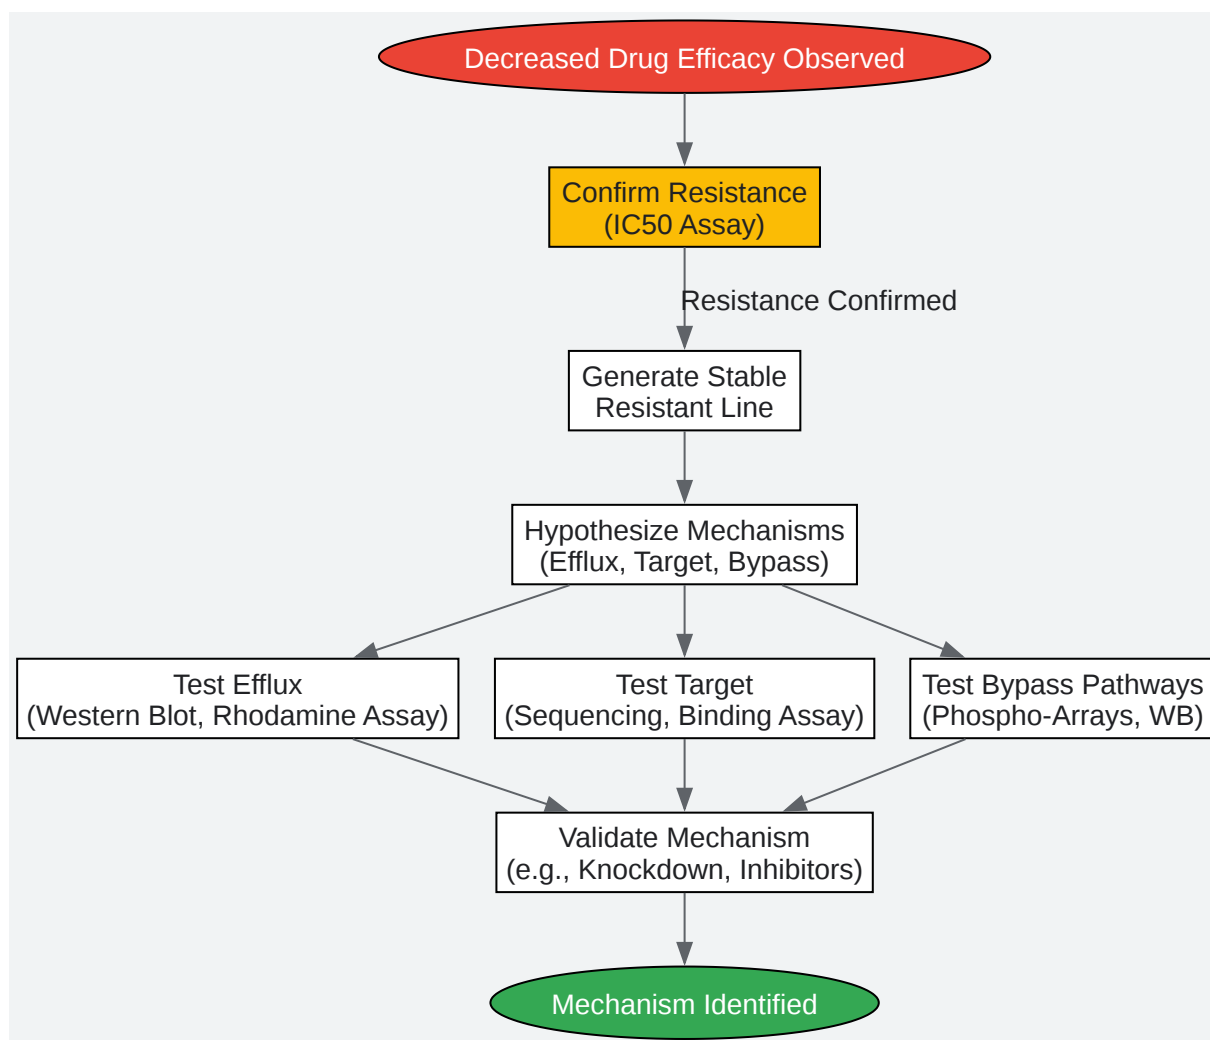 Decreased Drug Efficacy Observed
Confirm Resistance
(IC50 Assay)
Resistance Confirmed
Generate Stable
Resistant Line
Hypothesize Mechanisms
(Efflux, Target, Bypass)
Test Efflux
(Western Blot, Rhodamine Assay)
Test Target
(Sequencing, Binding Assay)
Test Bypass Pathways
(Phospho-Arrays, WB)
Validate Mechanism
(e.g., Knockdown, Inhibitors)
Mechanism Identified